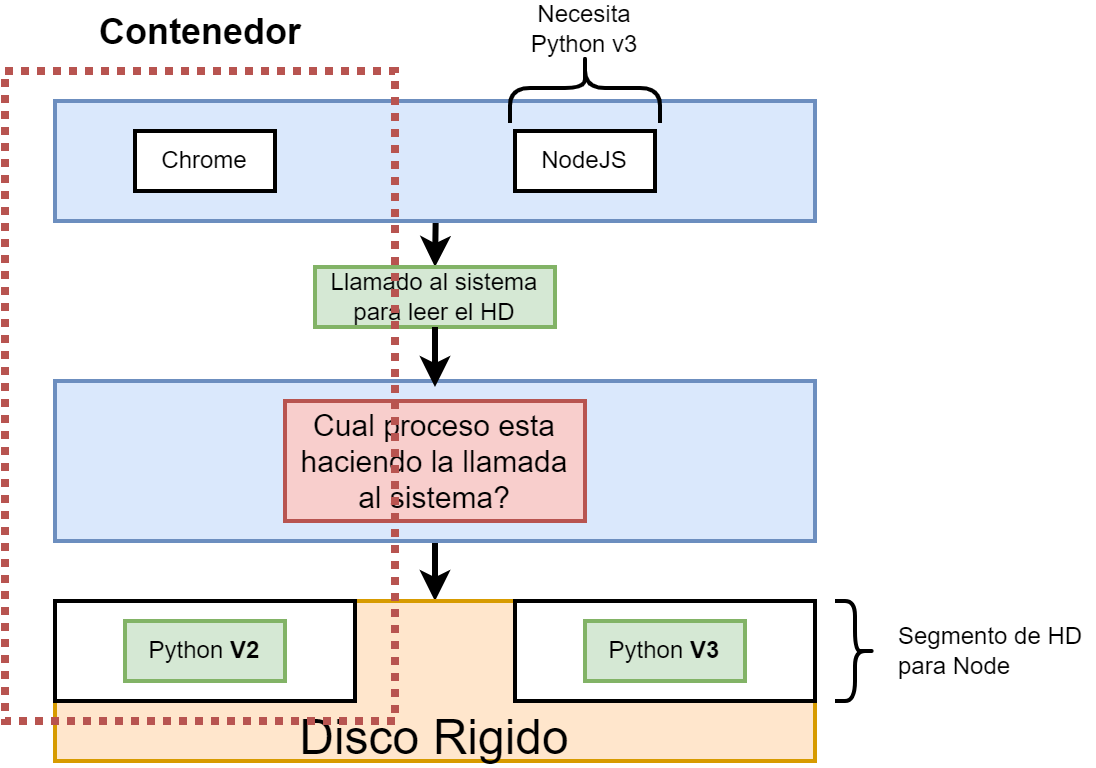 Contenedor
Necesita
Python v3
Chrome
NodeJS
Llamado al sistema
para leer el HD
Cual proceso esta
haciendo la llamada
al sistema?
Python V2
Python V3
Segmento de HD
para Node
Disco Rigido